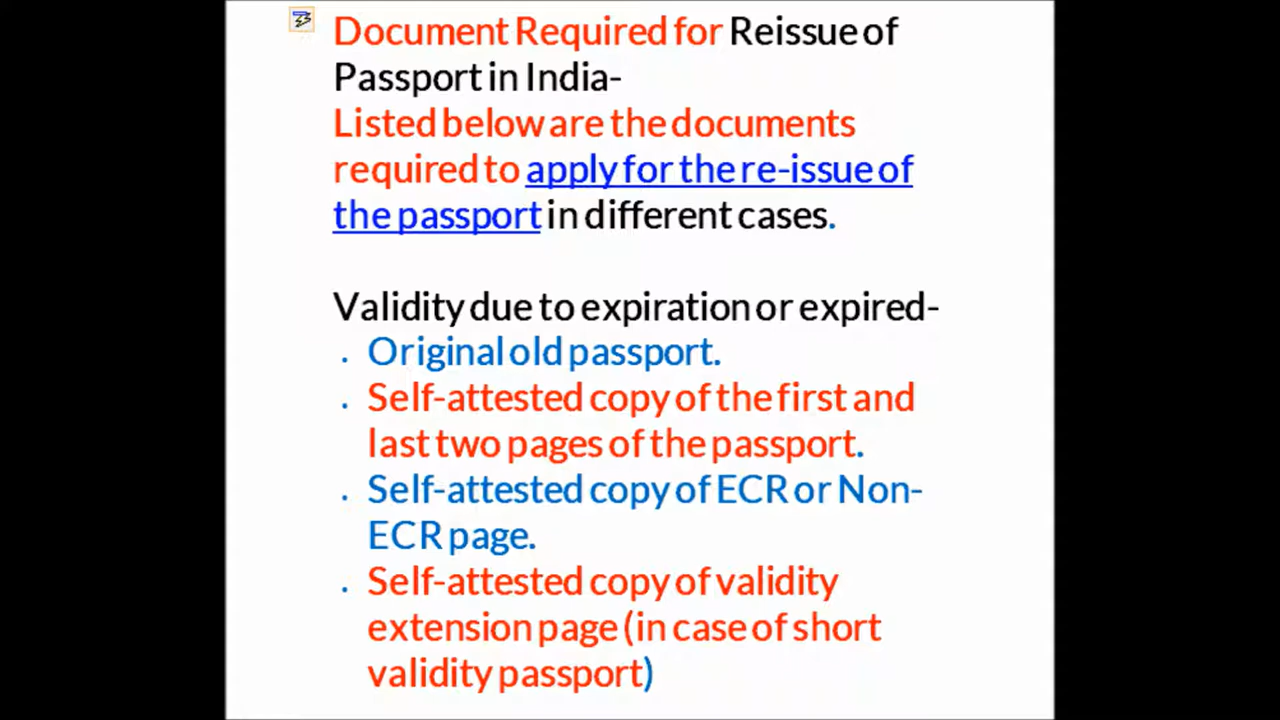 Document Required for Reissue of
Passport in India-
Listed below are the documents
required to apply for the re-issue of
the passport in different cases.
Validity due to expiration or expired-
• Original old passport.
• Self-attested copy of the first and
last two pages of the passport.
• Self-attested copy of ECR or Non-
ECR page.
• Self-attested copy of validity
extension page (in case of short
validity passport)